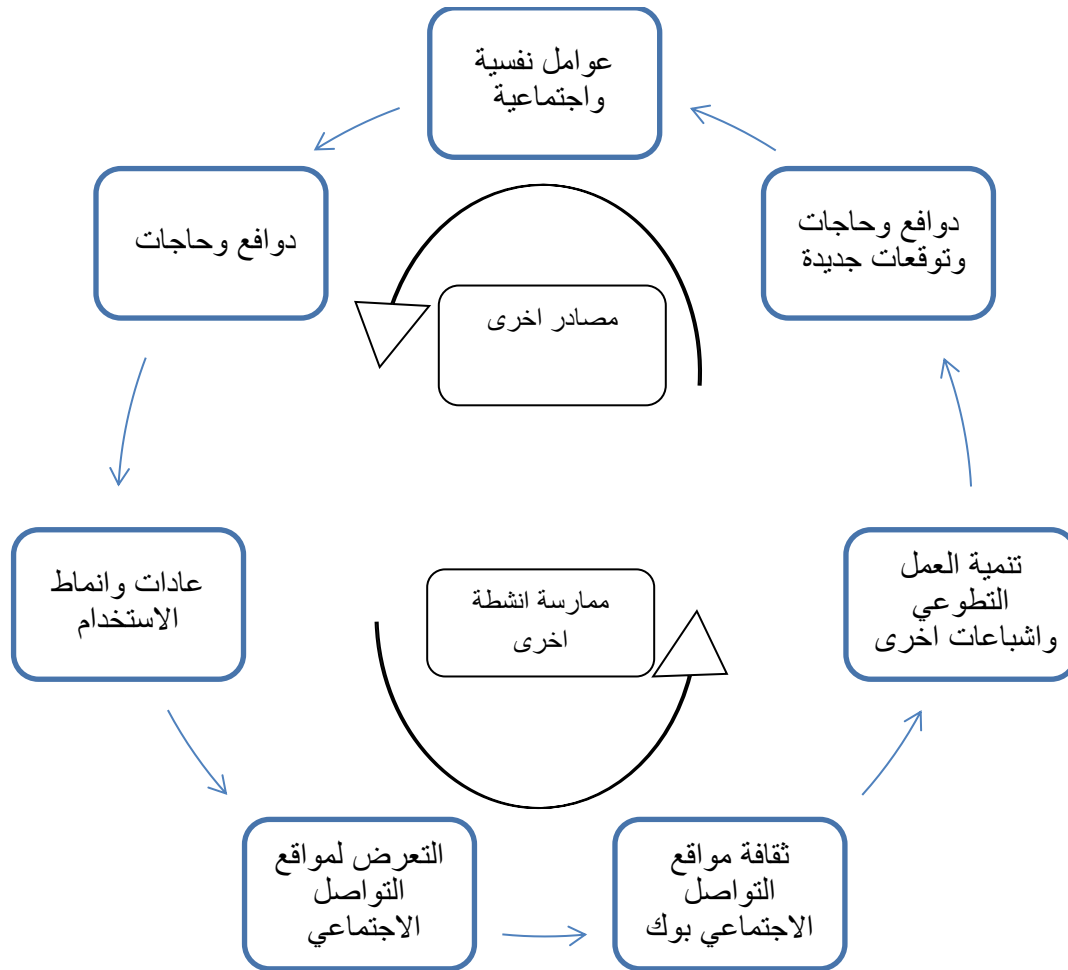 عوامل نفسية
واجتماعية
دوافع وحاجات
وتوقعات جديدة
دوافع وحاجات
مصادر اخرى
عادات وانماط
الاستخدام
ممارسة انشطة
اخرى
تنمية العمل
التطوعي
واشباعات اخرى
التعرض لمواقع
التواصل
الاجتماعي
ثقافة مواقع
التواصل
الاجتماعي بوك